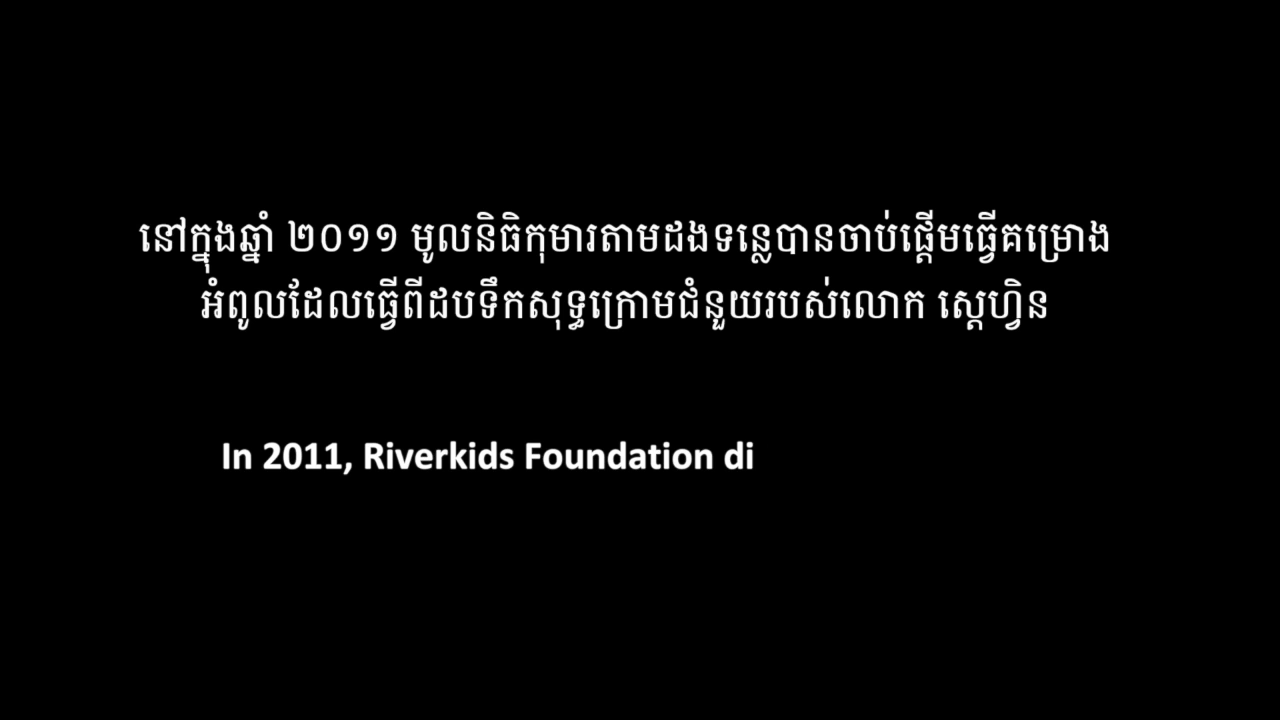 នៅក្នុងឆ្នាំ ២០១១ មូលនិធិកុមារតាមដងទន្លេបានចាប់ផ្តើមធ្វើគម្រោង
អំពូលដែលធ្វើពីដបទឹកសុទ្ធក្រោមជំនួយរបស់លោក ស្តេហ្វិន
In 2011, Riverkids Foundation di